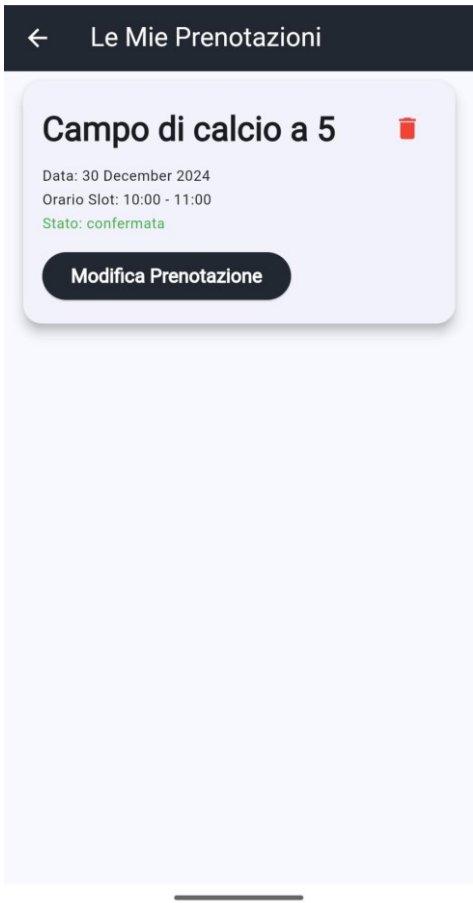 Le Mie Prenotazioni
Campo di calcio a 5
Data: 30 December 2024
Orario Slot: 10:00 - 11:00
Stato: confermata
Modifica Prenotazione